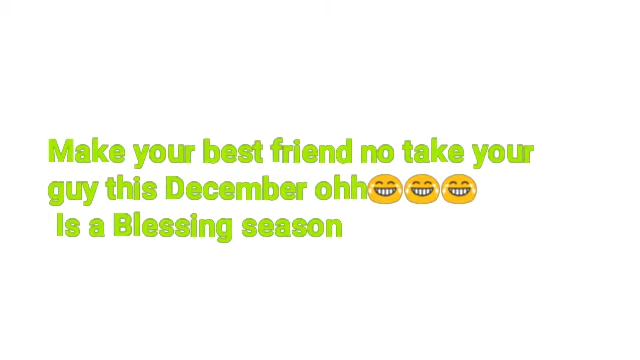 Make your best friend no take your
guy this December ohh😁😁😁
Is a Blessing season